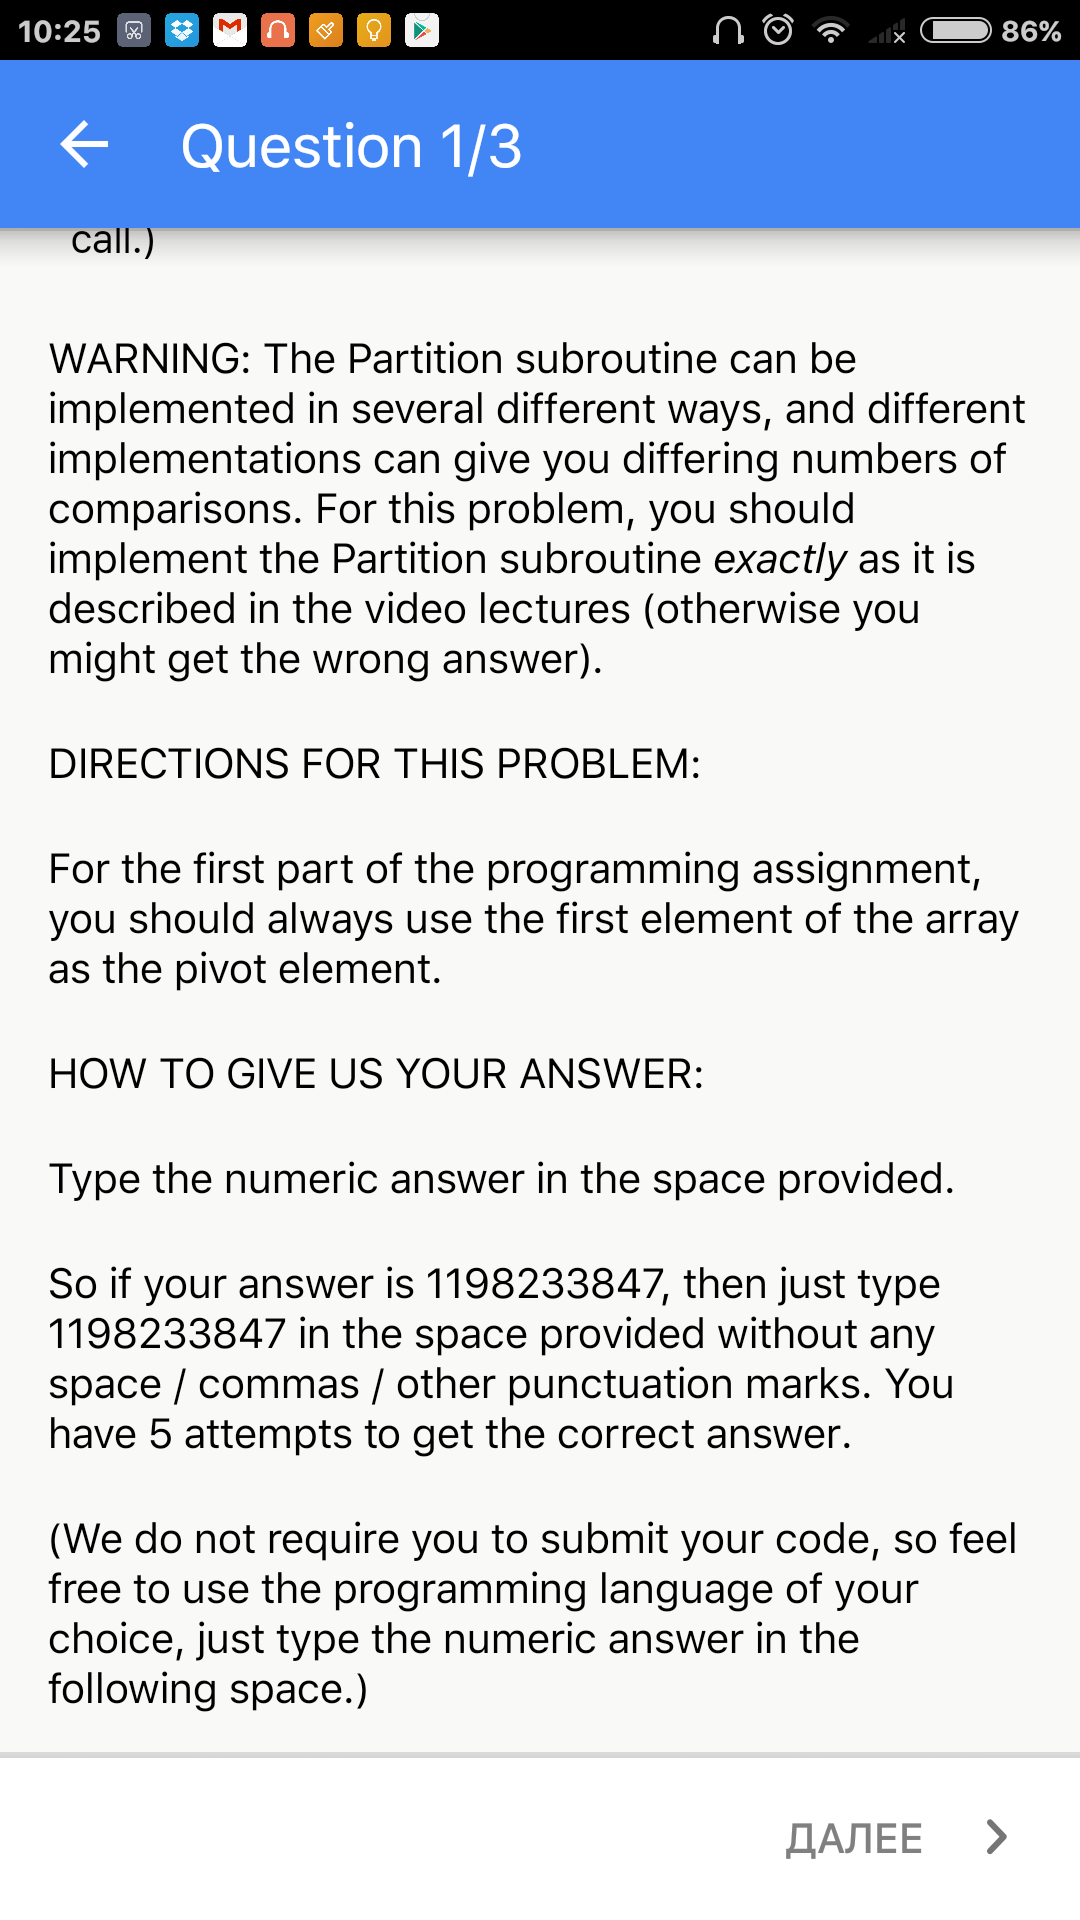 10:25
86%
Question 1/3
call.)
WARNING: The Partition subroutine can be
implemented in several different ways, and different
implementations can give you differing numbers of
comparisons. For this problem, you should
implement the Partition subroutine exactly as it is
described in the video lectures (otherwise you
might get the wrong answer).
DIRECTIONS FOR THIS PROBLEM:
For the first part of the programming assignment,
you should always use the first element of the array
as the pivot element.
HOW TO GIVE US YOUR ANSWER:
Type the numeric answer in the space provided.
So if your answer is 1198233847, then just type
1198233847 in the space provided without any
space / commas / other punctuation marks. You
have 5 attempts to get the correct answer.
(We do not require you to submit your code, so feel
free to use the programming language of your
choice, just type the numeric answer in the
following space.)
ДАЛЕЕ